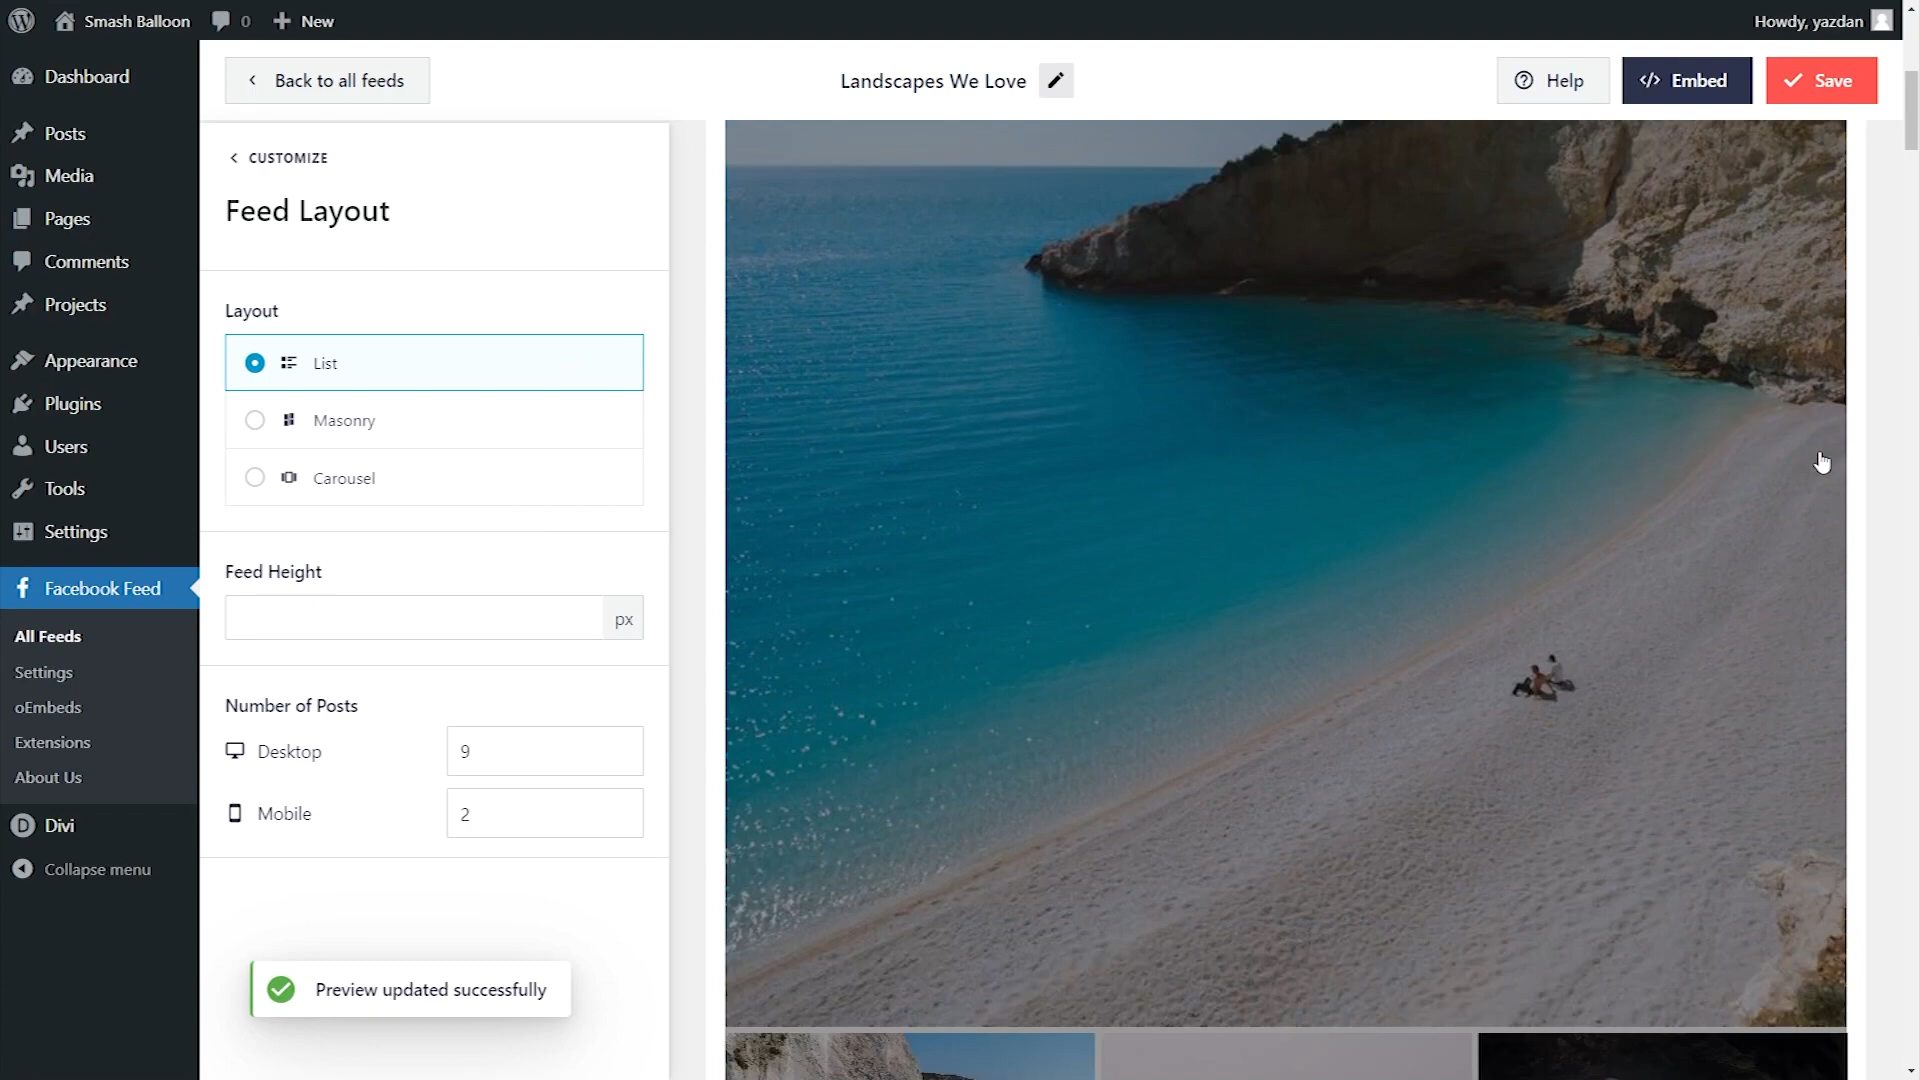 Smash Balloon
0
New
Howdy, yazdan
Dashboard
Posts
Media
Pages
Comments
Projects
Appearance
Plugins
Users
Tools
Settings
Facebook Feed
All Feeds
Settings
oEmbeds
Extensions
About Us
Divi
Collapse menu
Back to all feeds
Landscapes We Love
Help
Embed
Save
CUSTOMIZE
Feed Layout
Layout
List
Masonry
Carousel
Feed Height
px
Number of Posts
Desktop
9
Mobile
2
Preview updated successfully